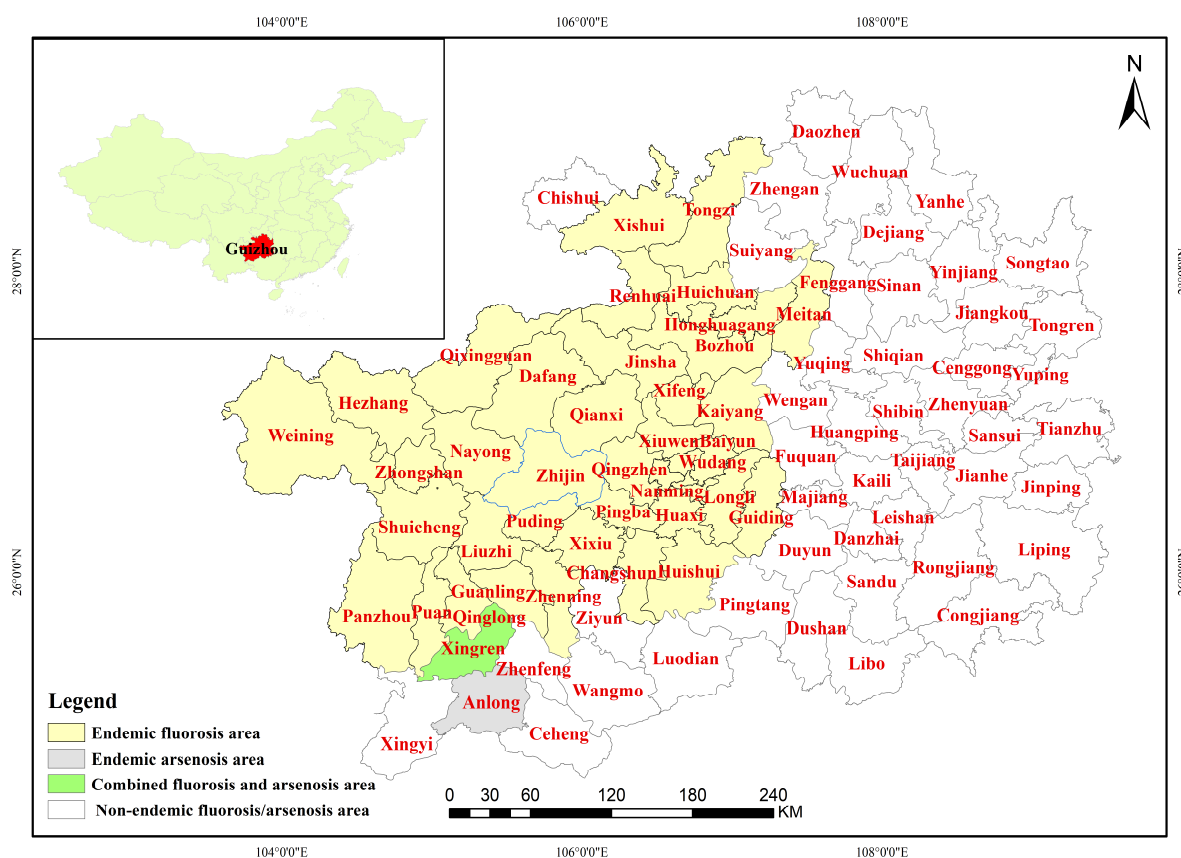 104°0'0"E 106°0'0"E 108°0'0"E
N
Guizhou
28°0'0"N
26°0'0"N
Daozhen
Wuchuan
Zhengan
Chishui
Yanhe
Tongzi
Xishui
Dejiang
Suiyang
Songtao
Yinjiang
Fenggang
Sinan
Renhuai
Huichuan
Meitan
Jiangkou
Honghuagang
Tongren
Bozhou
Qixingguan
Shiqian
Jinsha
Yuqing
Cenggong
Yuping
Dafang
Xifeng
Wengan
Hezhang
Zhenyuan
Qianxi
Kaiyang
Shibin
Tianzhu
Huangping
Sansui
Weining
Xiuwen
Baiyun
Nayong
Fuquan
Taijiang
Wudang
Zhongshan
Qingzhen
Zhijin
Jianhe
Kaili
Jinping
Nanming
Longli
Majiang
Pingba
Huaxi
Guiding
Leishan
Puding
Shuicheng
Danzhai
Xixiu
Liuzhi
Duyun
Liping
Changshun
Huishui
Rongjiang
Sandu
Guanling
Zhenning
Pingtang
Puan
Panzhou
Qinglong
Ziyun
Congjiang
Dushan
Xingren
Luodian
Libo
Zhenfeng
Wangmo
Anlong
Ceheng
Xingyi
Legend
Endemic fluorosis area
Endemic arsenosis area
Combined fluorosis and arsenosis area
Non-endemic fluorosis/arsenosis area
0 30 60 120 180 240
KM
104°0'0"E 106°0'0"E 108°0'0"E